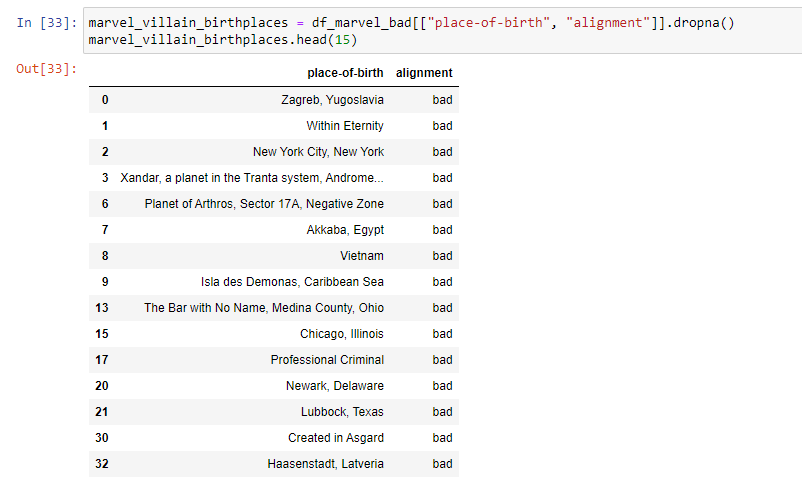 In [33]: marvel_villain_birthplaces = df_marvel_bad[["place-of-birth", "alignment"]].dropna()
marvel_villain_birthplaces.head(15)
Out[33]:
place-of-birth alignment
0 Zagreb, Yugoslavia bad
1 Within Eternity bad
2 New York City, New York bad
3 Xandar, a planet in the Tranta system, Androme... bad
6 Planet of Arthros, Sector 17A, Negative Zone bad
7 Akkaba, Egypt bad
8 Vietnam bad
9 Isla des Demonas, Caribbean Sea bad
13 The Bar with No Name, Medina County, Ohio bad
15 Chicago, Illinois bad
17 Professional Criminal bad
20 Newark, Delaware bad
21 Lubbock, Texas bad
30 Created in Asgard bad
32 Haasenstadt, Latveria bad